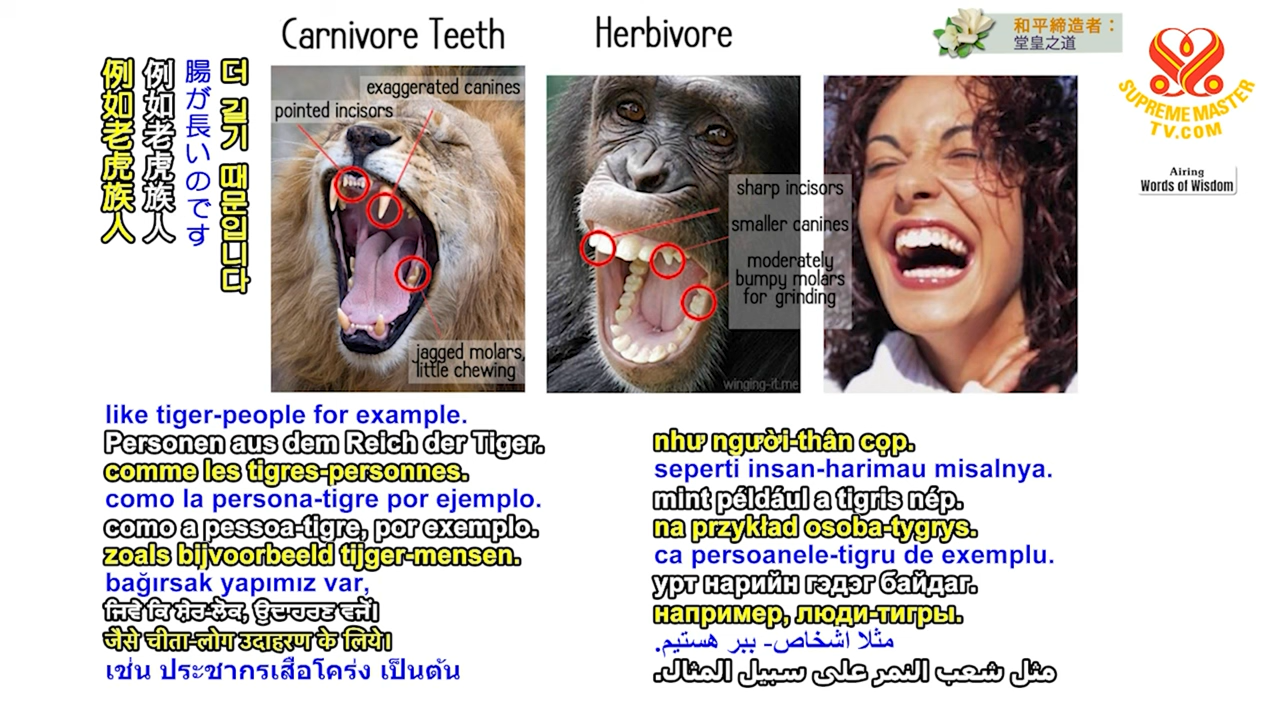 Carnivore Teeth
Herbivore
和平締造者：
堂皇之道
SUPREME MASTER
TV.COM
Airing
Words of Wisdom
例如老虎族人
例如老虎族人
腸が長いのです
더 길기 때문입니다
exaggerated canines
pointed incisors
jagged molars,
little chewing
sharp incisors
smaller canines
moderately
bumpy molars
for grinding
winging-it.me
like tiger-people for example.
Personen aus dem Reich der Tiger.
comme les tigres-personnes.
como la persona-tigre por ejemplo.
como a pessoa-tigre, por exemplo.
zoals bijvoorbeeld tijger-mensen.
bağırsak yapımız var,
ਜਿਵੇ ਕਿ ਸ਼ੇਰ-ਲੋਕ, ਉਦਾਹਰਣ ਵਜੋਂ।
जैसे चीता-लोग उदाहरण के लिये।
เช่น ประชากรเสือโคร่ง เป็นต้น
như người-thân cọp.
seperti insan-harimau misalnya.
mint például a tigris nép.
na przykład osoba-tygrys.
ca persoanele-tigru de exemplu.
урт нарийн гэдэг байдаг.
например, люди-тигры.
مثلا اشخاص- ببر هستیم.
مثل شعب النمر على سبيل المثال.